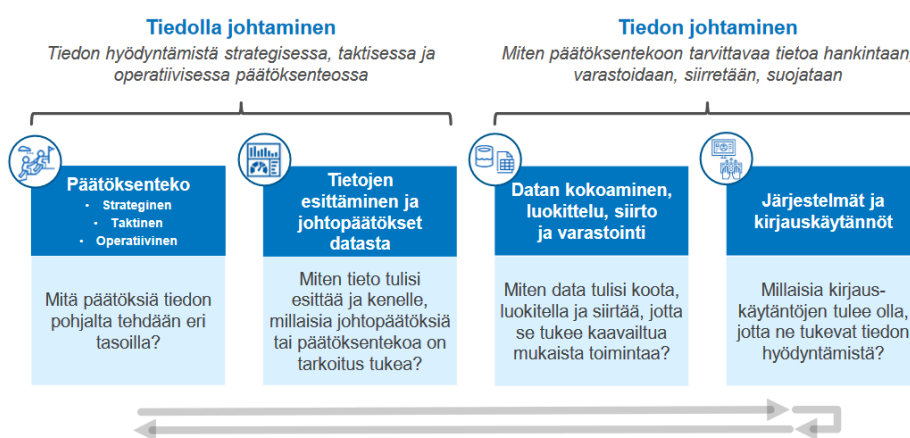 Tiedolla johtaminen
Tiedon hyödyntämistä strategisessa, taktisessa ja
operatiivisessa päätöksenteossa
Tiedon johtaminen
Miten päätöksentekoon tarvittavaa tietoa hankintaan,
varastoidaan, siirretään, suojataan
Päätöksenteko
• Strateginen
• Taktinen
• Operatiivinen
Mitä päätöksiä tiedon
pohjalta tehdään eri
tasoilla?
Tietojen
esittäminen ja
johtopäätökset
datasta
Miten tieto tulisi
esittää ja kenelle,
millaisia johtopäätöksiä
tai päätöksentekoa on
tarkoitus tukea?
Datan kokoaminen,
luokittelu, siirto
ja varastointi
Miten data tulisi koota,
luokitella ja siirtää, jotta
se tukee kaavailtua
mukaista toimintaa?
Järjestelmät ja
kirjauskäytännöt
Millaisia kirjaus-
käytäntöjen tulee olla,
jotta ne tukevat tiedon
hyödyntämistä?